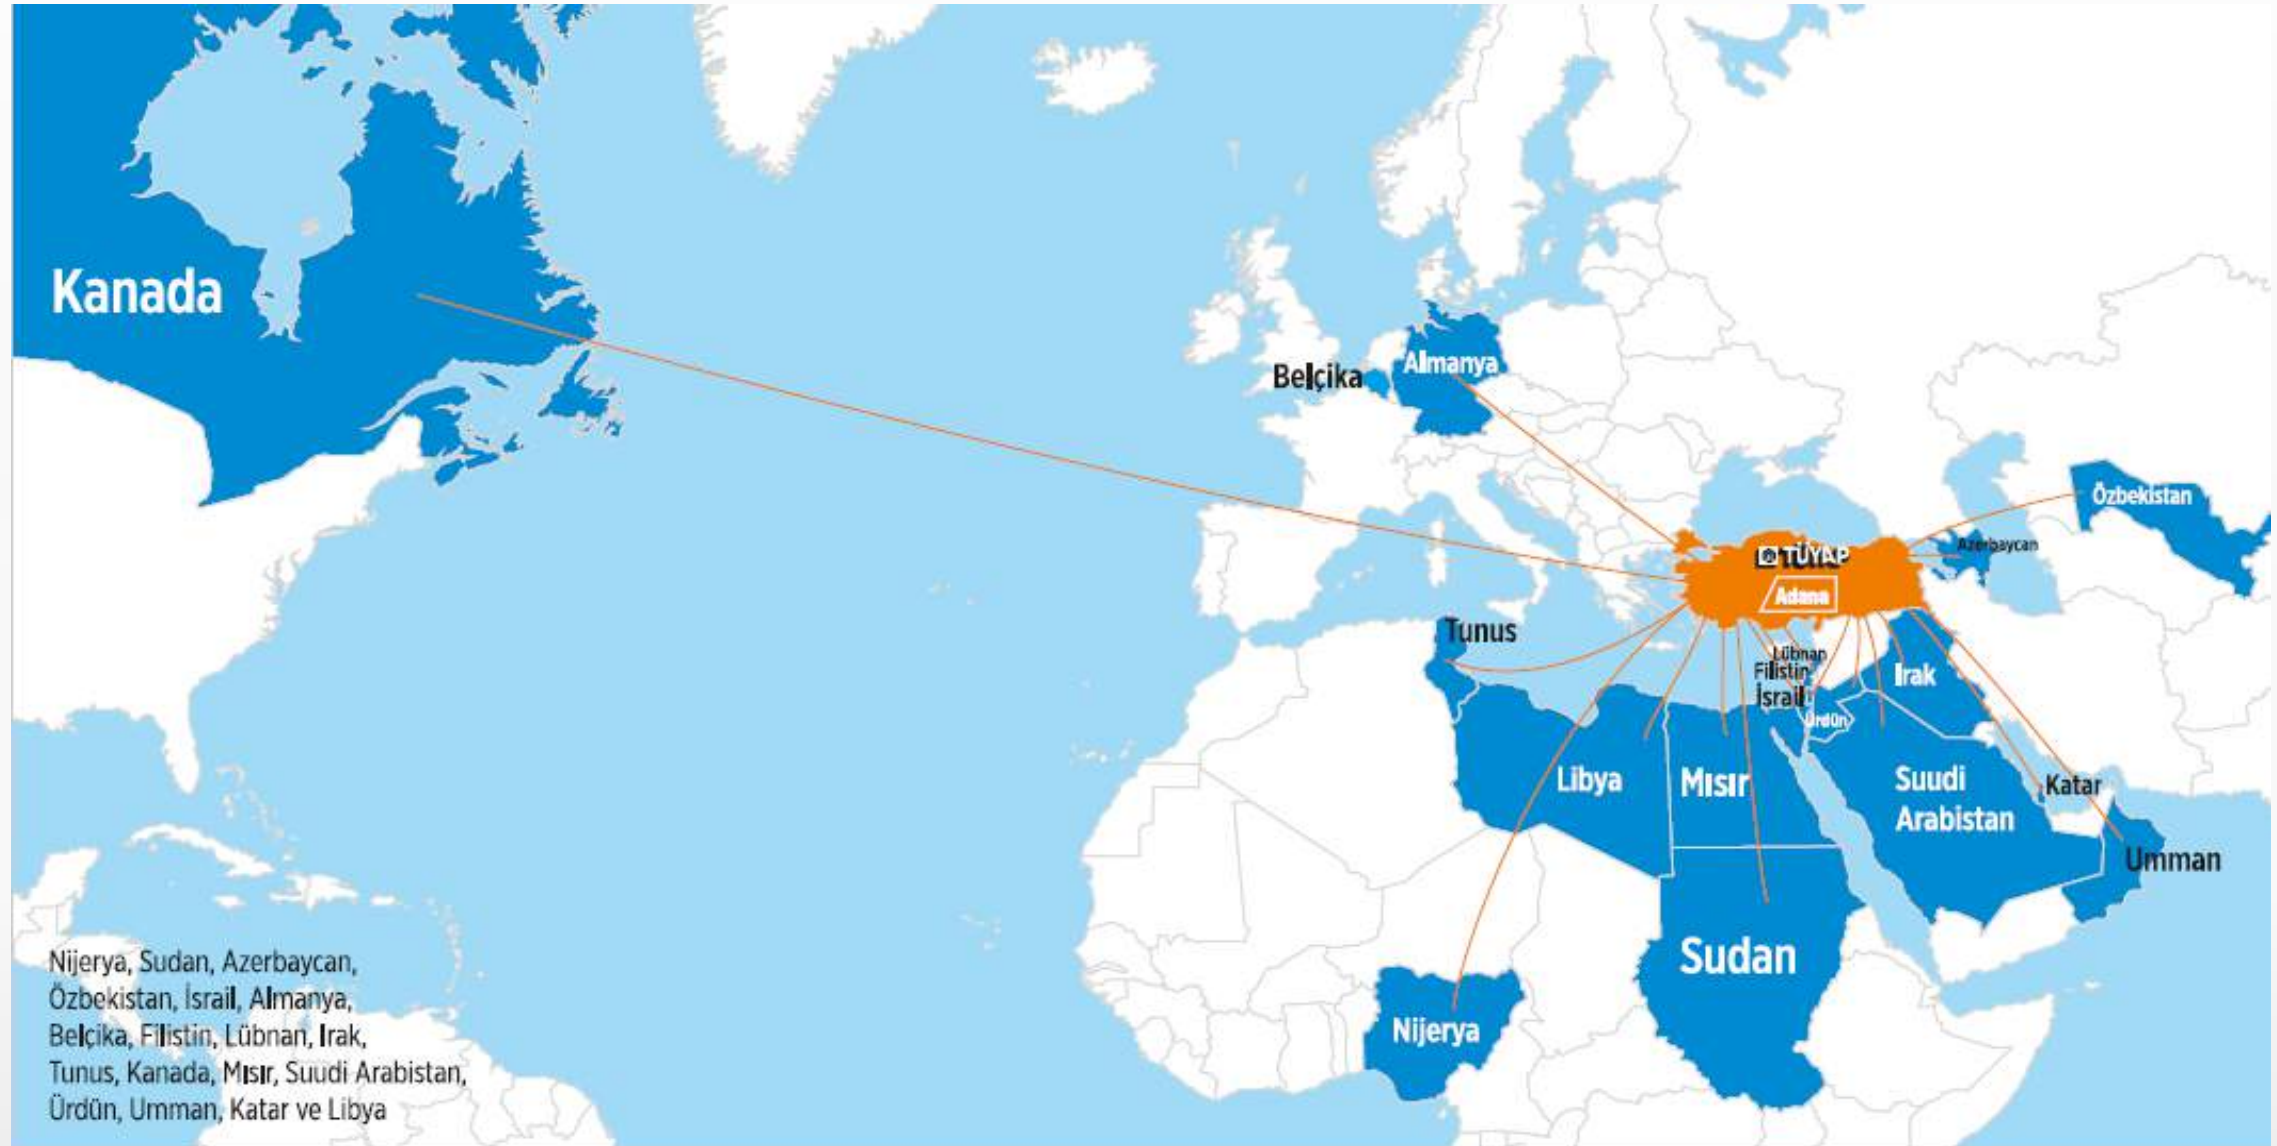 Kanada
Belçika
Almanya
Özbekistan
Azerbaycan
TÜYAP
Adana
Tunus
Lübnan
Filistin
İsrail
Irak
Ürdün
Libya
Mısır
Suudi
Arabistan
Katar
Umman
Sudan
Nijerya
Nijerya, Sudan, Azerbaycan,
Özbekistan, İsrail, Almanya,
Belçika, Filistin, Lübnan, Irak,
Tunus, Kanada, Mısır, Suudi Arabistan,
Ürdün, Umman, Katar ve Libya